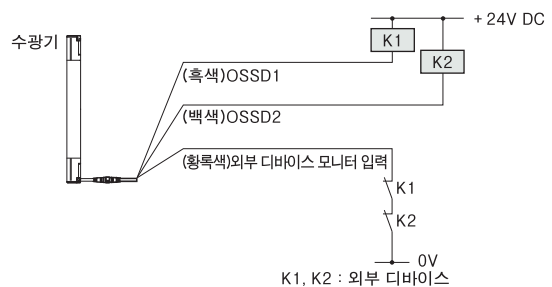 + 24V DC
수광기
K1
K2
(흑색)OSSD1
(백색)OSSD2
(황록색)외부 디바이스 모니터 입력
K1
K2
0V
K1, K2 : 외부 디바이스